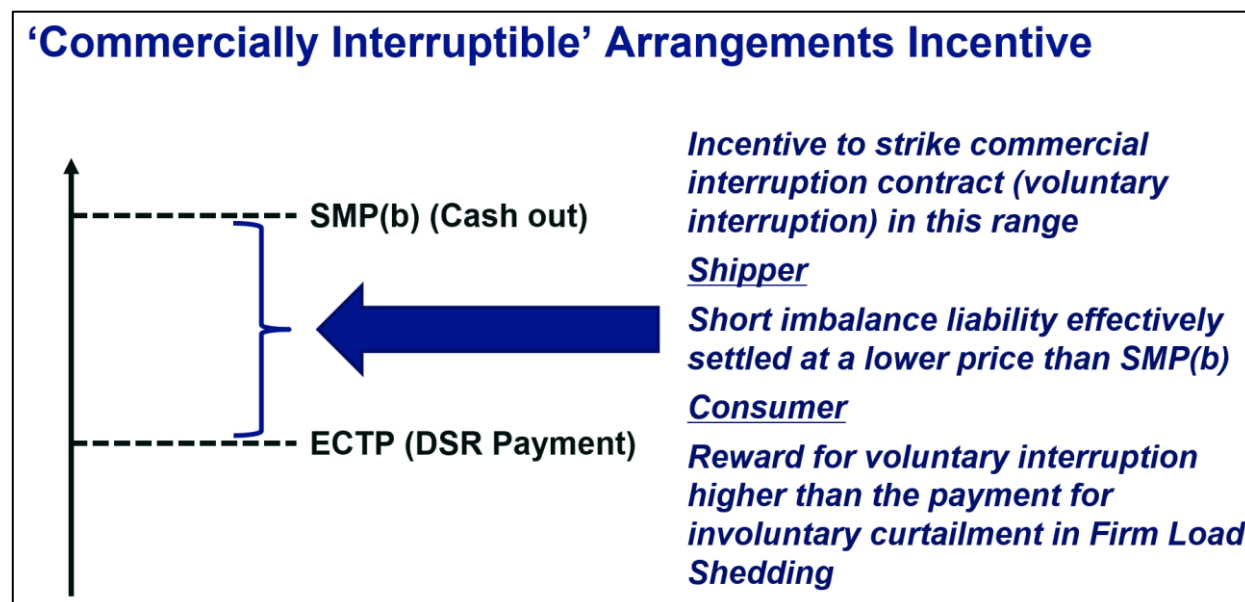 ‘Commercially Interruptible’ Arrangements Incentive
SMP(b) (Cash out)
ECTP (DSR Payment)
Incentive to strike commercial
interruption contract (voluntary
interruption) in this range
Shipper
Short imbalance liability effectively
settled at a lower price than SMP(b)
Consumer
Reward for voluntary interruption
higher than the payment for
involuntary curtailment in Firm Load
Shedding